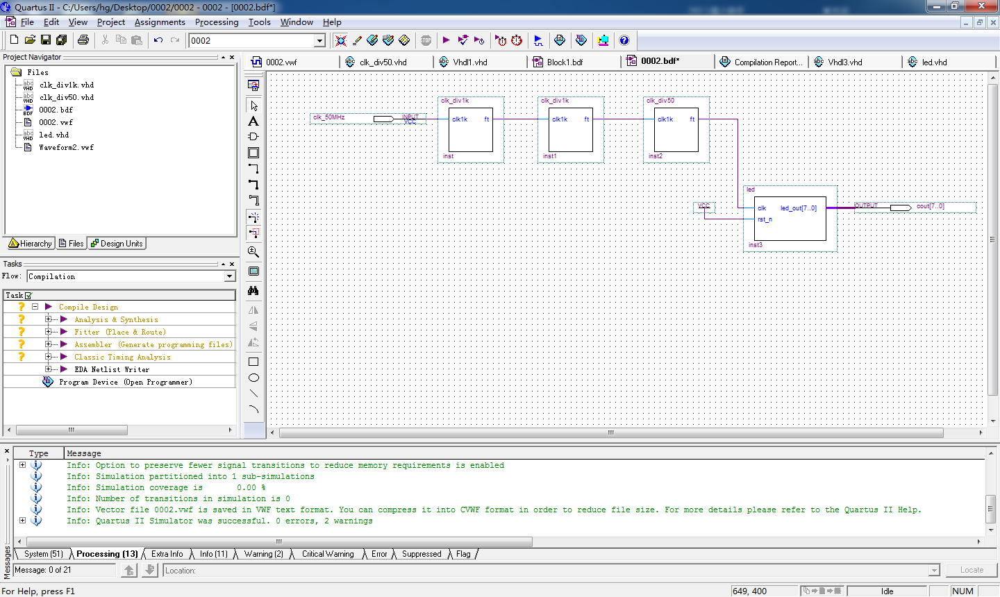 Quartus II - C:/Users/hg/Desktop/0002/0002 - 0002 - [0002.bdf*]
File Edit View Project Assignments Processing Tools Window Help
0002
Project Navigator
Files
clk_div1k.vhd
clk_div50.vhd
0002.bdf
0002.vwf
led.vhd
Waveform2.vwf
Hierarchy Files Design Units
Tasks
Flow: Compilation
Task
Compile Design
Analysis & Synthesis
Fitter (Place & Route)
Assembler (Generate programming files)
Classic Timing Analysis
EDA Netlist Writer
Program Device (Open Programmer)
0002.vwf clk_div50.vhd Vhdl1.vhd Block1.bdf 0002.bdf* Compilation Report... Vhdl3.vhd led.vhd
clk_div1k clk_div1k clk_div50
clk_50MHz INPUT VCC clk1k ft clk1k ft clk1k ft
inst inst1 inst2
led
VCC clk led_out[7..0] OUTPUT cout[7..0]
rst_n
inst3
Type Message
Info: Option to preserve fewer signal transitions to reduce memory requirements is enabled
Info: Simulation partitioned into 1 sub-simulations
Info: Simulation coverage is 0.00 %
Info: Number of transitions in simulation is 0
Info: Vector file 0002.vwf is saved in VWF text format. You can compress it into CVWF format in order to reduce file size. For more details please refer to the Quartus II Help.
Info: Quartus II Simulator was successful. 0 errors, 2 warnings
System (51) Processing (13) Extra Info Info (11) Warning (2) Critical Warning Error Suppressed Flag
Messages
Message: 0 of 21 Location: Locate
For Help, press F1 649, 400 Idle NUM